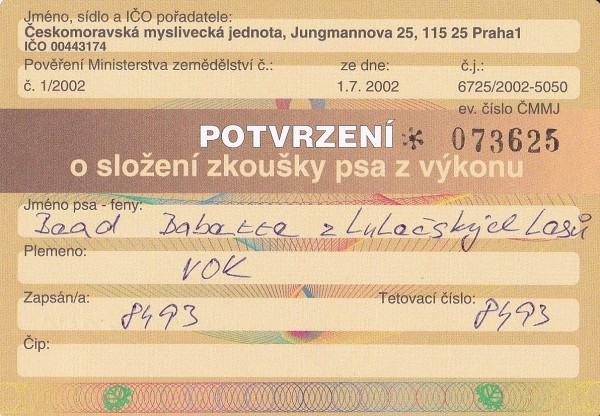 Jméno, sídlo a IČO pořadatele:
Českomoravská myslivecká jednota, Jungmannova 25, 115 25 Praha1
IČO 00443174
Pověření Ministerstva zemědělství č.: ze dne: č.j.:
č. 1/2002 1.7. 2002 6725/2002-5050
ev. číslo ČMMJ
POTVRZENÍ * 073625
o složení zkoušky psa z výkonu
Jméno psa - feny:
z Luhačských Lasů
Plemeno:
VOK
Zapsán/a: Tetovací číslo:
8493 8493
Čip: